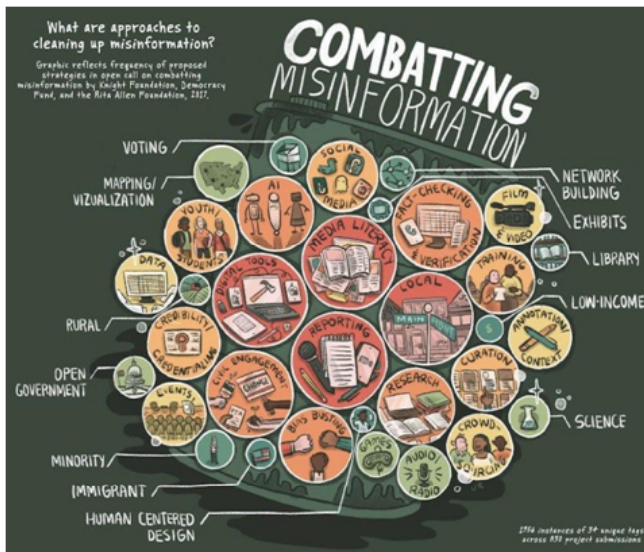 What are approaches to
cleaning up misinformation?
Graphic reflects frequency of proposed
strategies in open call on combatting
misinformation by Knight Foundation, Democracy
Fund, and the Rita Allen Foundation, 2017.
COMBATTING
MISINFORMATION
VOTING
MAPPING/
VIZUALIZATION
AI
SOCIAL
MEDIA
NETWORK
BUILDING
EXHIBITS
FACT-CHECKING
& VERIFICATION
FILM
& VIDEO
LIBRARY
YOUTH/
STUDENTS
MEDIA LITERACY
TRAINING
LOW-INCOME
DATA
DIGITAL TOOLS
LOCAL
MAIN
ANNOTATION/
CONTEXT
RURAL
CREDIBILITY/
CREDENTIALING
REPORTING
CURATION
OPEN
GOVERNMENT
CIVIC ENGAGEMENT
CHANGE
RESEARCH
SCIENCE
EVENTS
BIAS BUSTING
GAMES
CROWD-
SOURCING
AUDIO/
RADIO
MINORITY
IMMIGRANT
HUMAN CENTERED
DESIGN
unique tags
across 830 project submissions